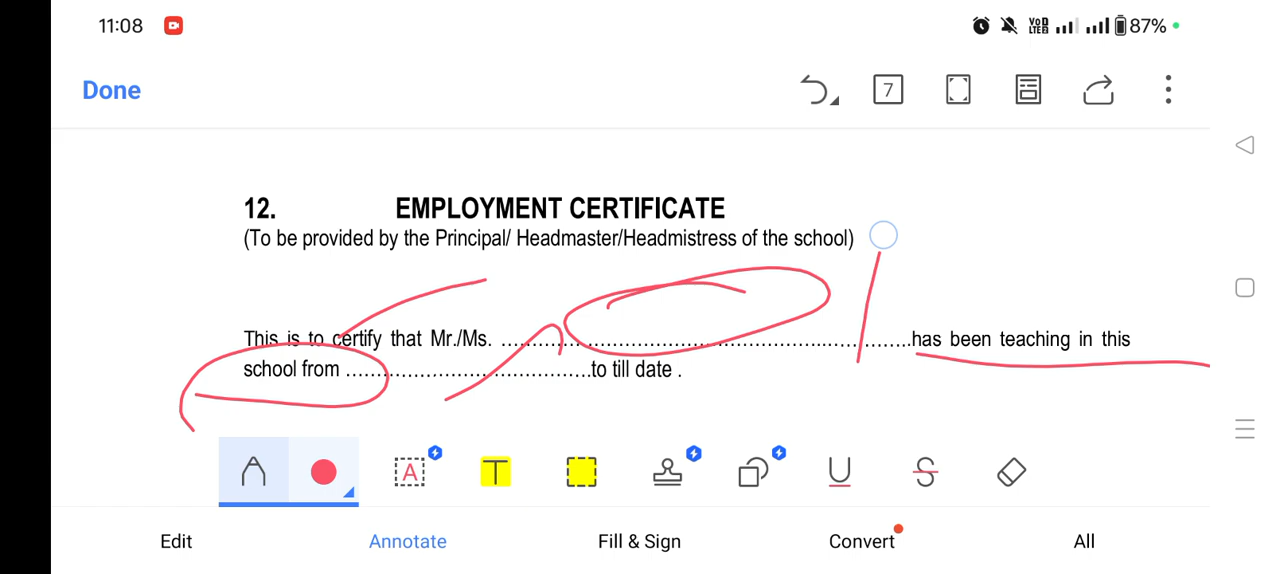 11:08 VoD LTE2 87%
Done 7
12. EMPLOYMENT CERTIFICATE
(To be provided by the Principal/ Headmaster/Headmistress of the school)
This is to certify that Mr./Ms. ................................................................................has been teaching in this
school from ................................................to till date .
A T U S
Edit Annotate Fill & Sign Convert All